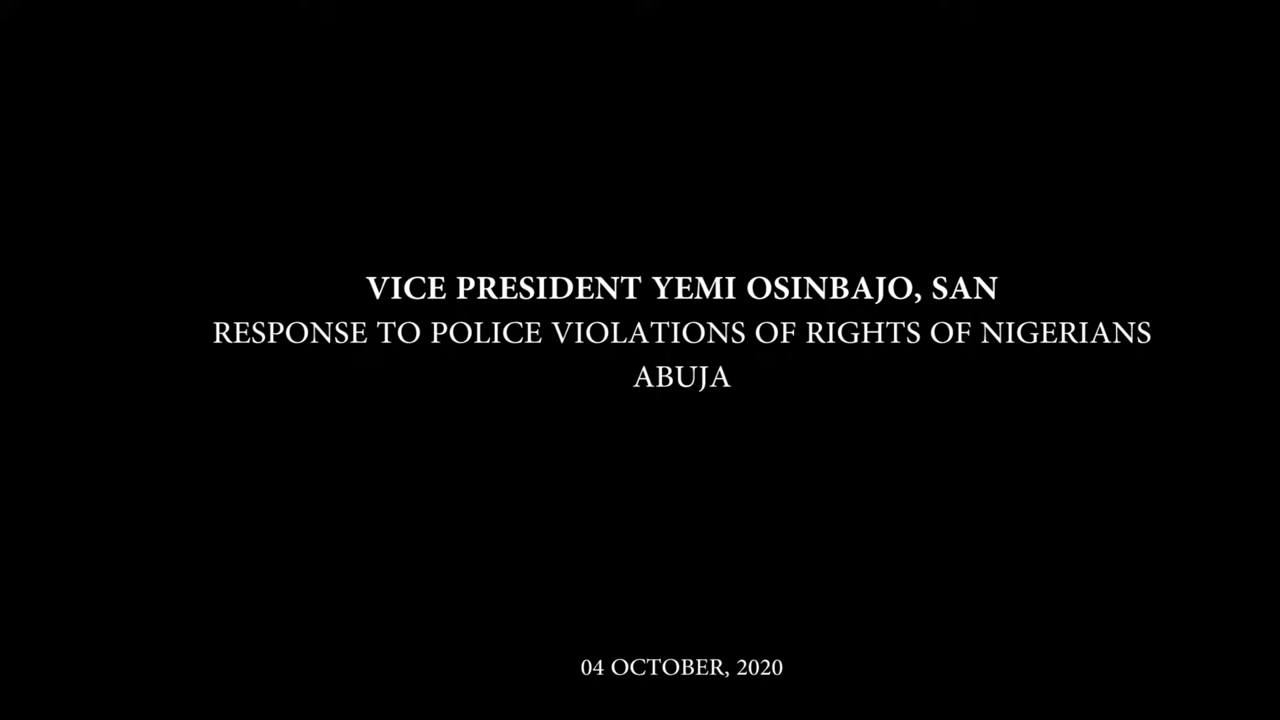 VICE PRESIDENT YEMI OSINBAJO, SAN
RESPONSE TO POLICE VIOLATIONS OF RIGHTS OF NIGERIANS
ABUJA
04 OCTOBER, 2020